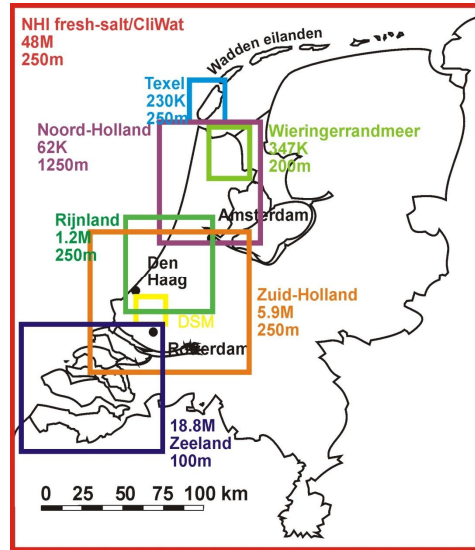 NHI fresh-salt/CliWat
48M
250m
Wadden eilanden
Texel
230K
250m
Noord-Holland
62K
1250m
Wieringerrandmeer
347K
200m
Rijnland
1.2M
250m
Amsterdam
Den
Haag
Zuid-Holland
5.9M
250m
DSM
18.8M
Zeeland
100m
0 25 50 75 100 km